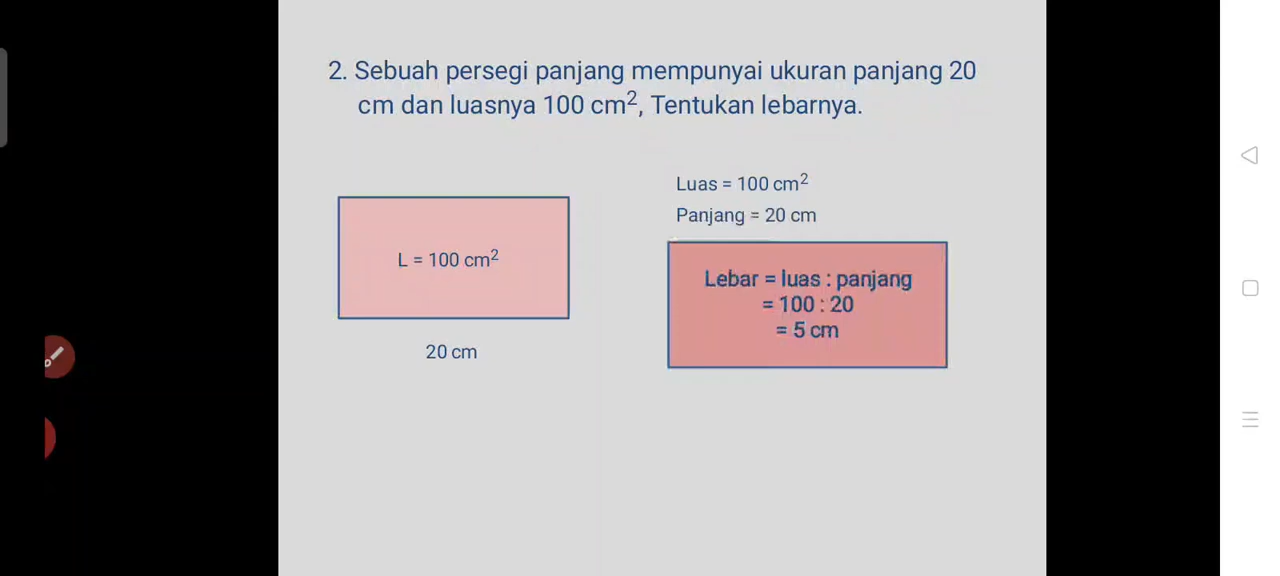 2. Sebuah persegi panjang mempunyai ukuran panjang 20
cm dan luasnya 100 cm², Tentukan lebarnya.
Luas = 100 cm²
Panjang = 20 cm
L = 100 cm²
20 cm
Lebar = luas : panjang
= 100 : 20
= 5 cm